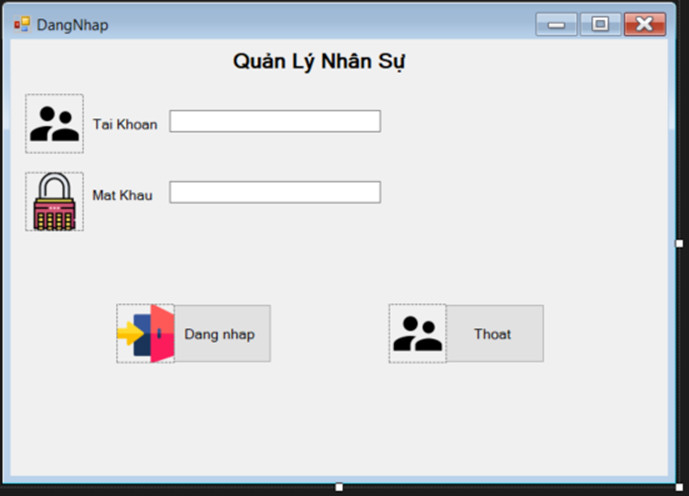 DangNhap
Quản Lý Nhân Sự
Tai Khoan
Mat Khau
Dang nhap
Thoat